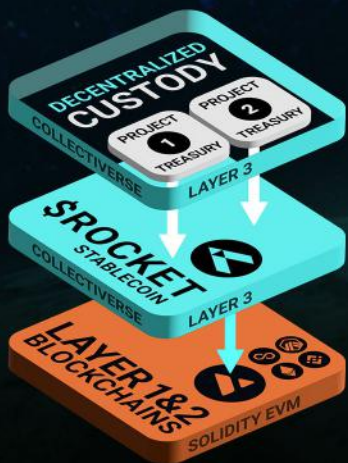 DECENTRALIZED
CUSTODY
PROJECT
1
TREASURY
PROJECT
2
TREASURY
COLLECTIVERSE
LAYER 3
$ROCKET
STABLECOIN
COLLECTIVERSE
LAYER 3
LAYER 1&2
BLOCKCHAINS
SOLIDITY EVM